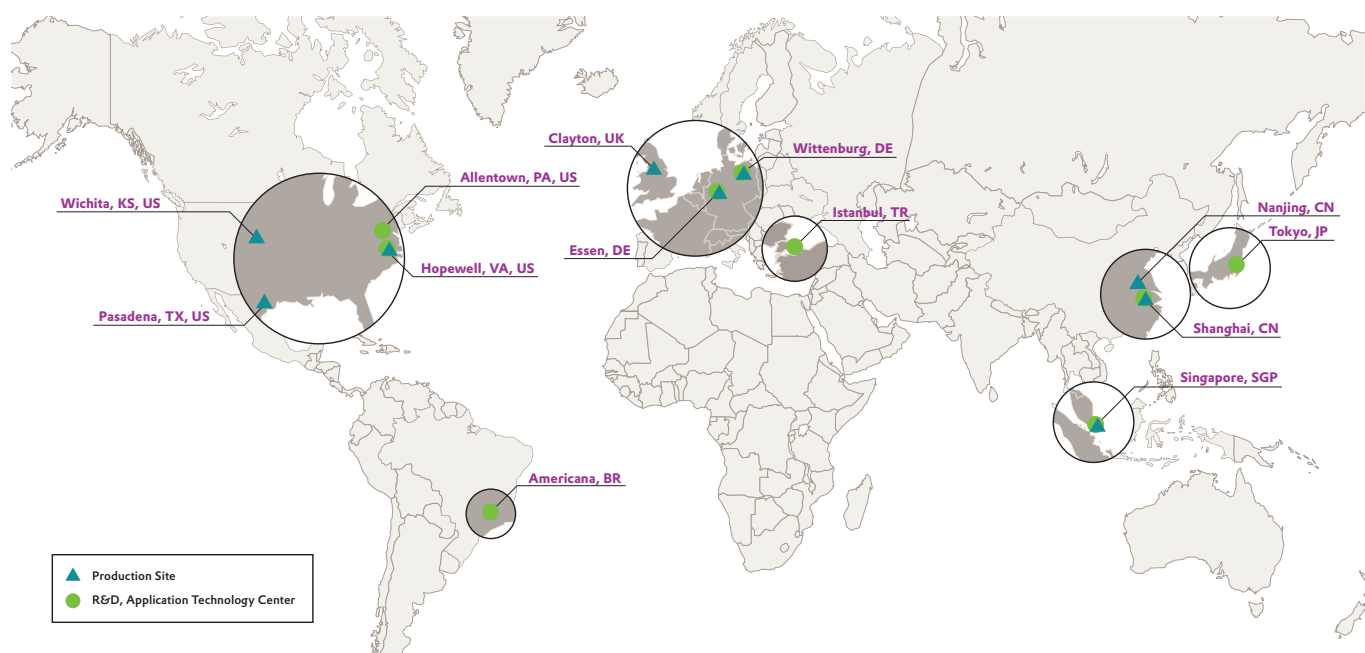 Clayton, UK
Wittenburg, DE
Allentown, PA, US
Wichita, KS, US
Istanbul, TR
Nanjing, CN
Tokyo, JP
Essen, DE
Hopewell, VA, US
Pasadena, TX, US
Shanghai, CN
Singapore, SGP
Americana, BR
Production Site
R&D, Application Technology Center